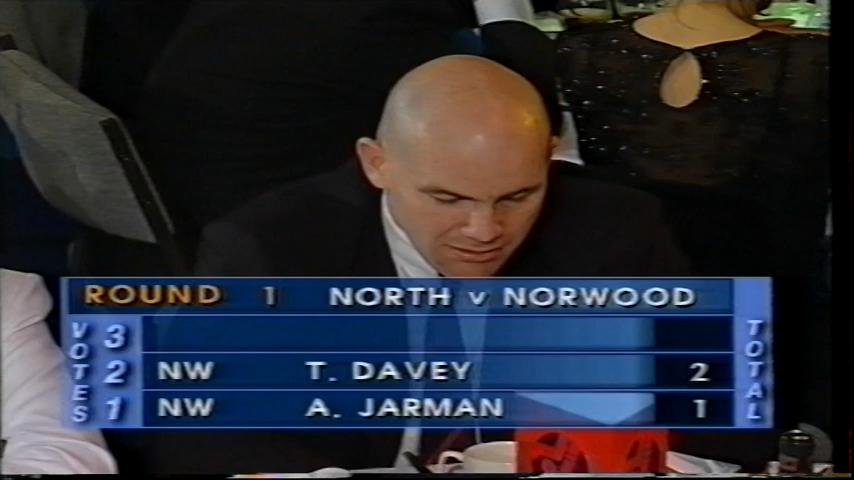 ROUND 1 NORTH v NORWOOD
VOTES
3
2 NW T. DAVEY 2
1 NW A. JARMAN 1
TOTAL